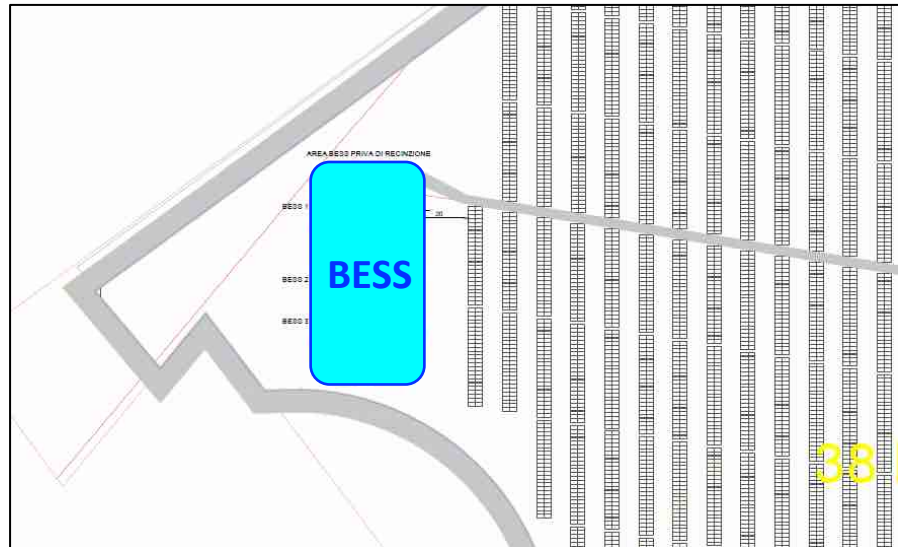 AREA BESS PRIVA DI RECINZIONE
BESS 1
20
BESS 2
BESS
BESS 3
38